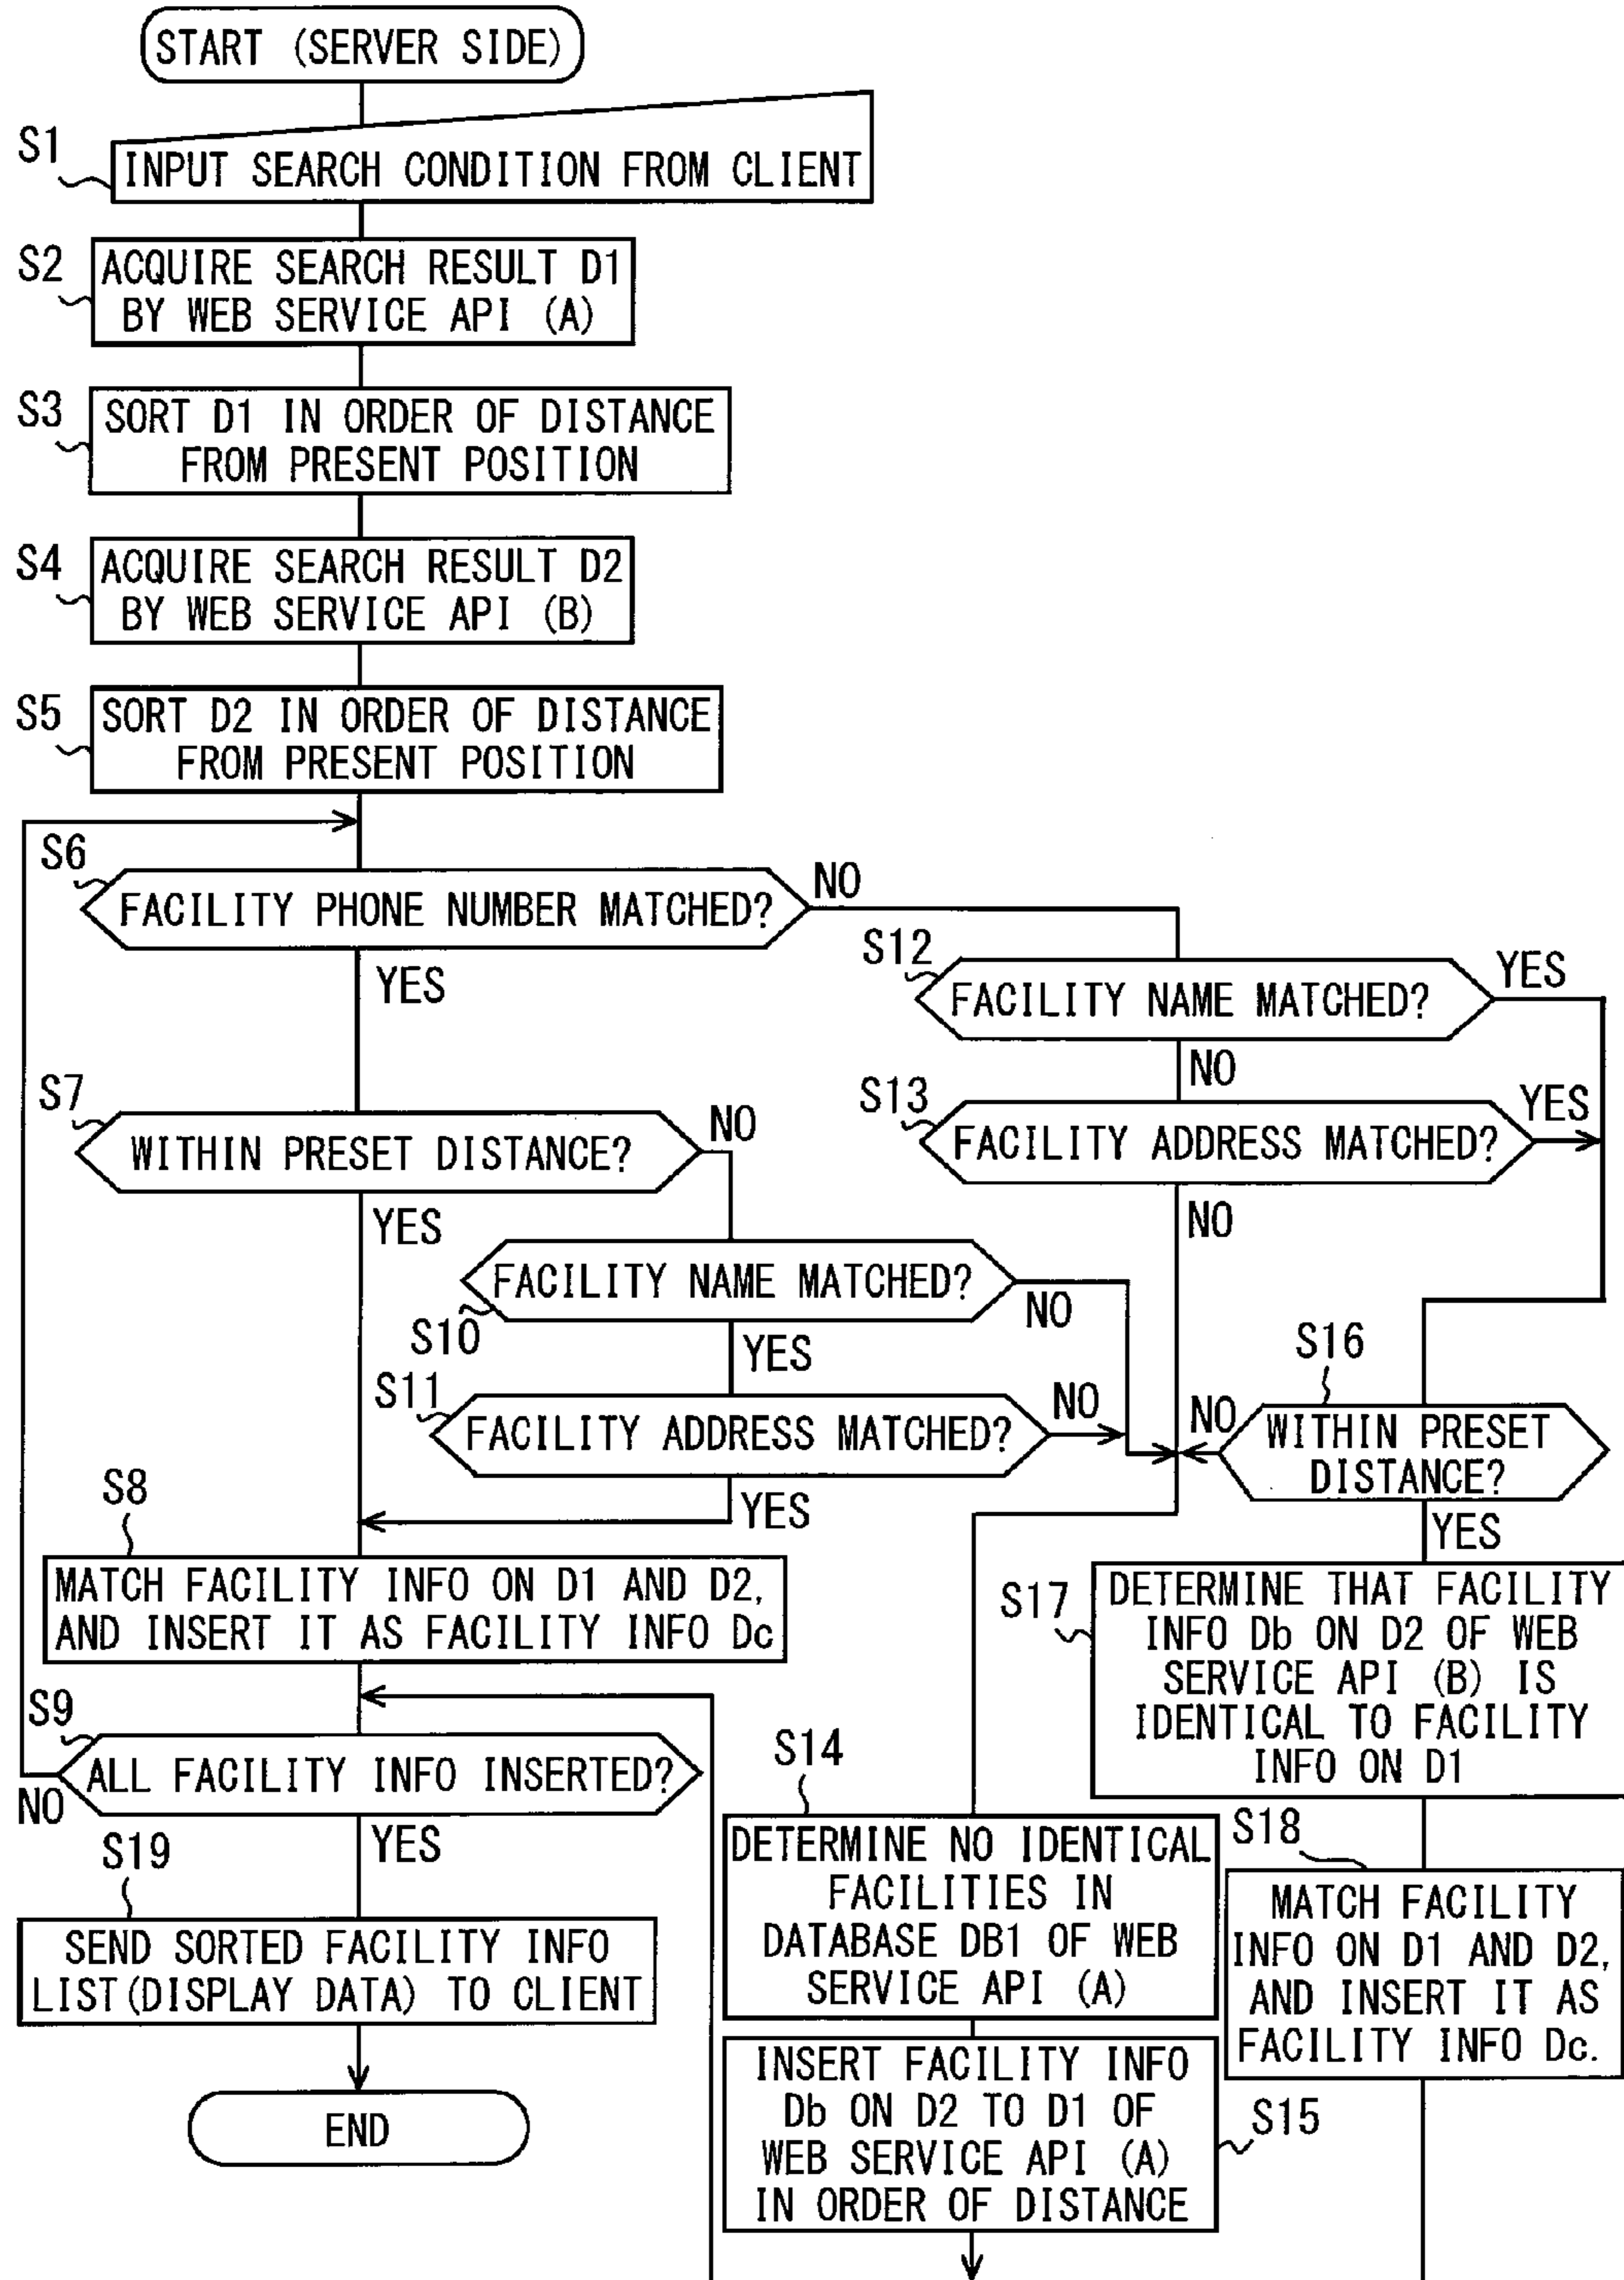 START (SERVER SIDE)
S1
INPUT SEARCH CONDITION FROM CLIENT
S2
ACQUIRE SEARCH RESULT D1
BY WEB SERVICE API (A)
S3
SORT D1 IN ORDER OF DISTANCE
FROM PRESENT POSITION
S4
ACQUIRE SEARCH RESULT D2
BY WEB SERVICE API (B)
S5
SORT D2 IN ORDER OF DISTANCE
FROM PRESENT POSITION
S6
FACILITY PHONE NUMBER MATCHED?
NO
YES
S12
FACILITY NAME MATCHED?
YES
NO
S13
FACILITY ADDRESS MATCHED?
YES
NO
S7
WITHIN PRESET DISTANCE?
NO
YES
S10
FACILITY NAME MATCHED?
NO
YES
S11
FACILITY ADDRESS MATCHED?
NO
YES
S16
WITHIN PRESET
DISTANCE?
NO
YES
S8
MATCH FACILITY INFO ON D1 AND D2,
AND INSERT IT AS FACILITY INFO Dc
S17
DETERMINE THAT FACILITY
INFO Db ON D2 OF WEB
SERVICE API (B) IS
IDENTICAL TO FACILITY
INFO ON D1
S9
ALL FACILITY INFO INSERTED?
NO
YES
S14
DETERMINE NO IDENTICAL
FACILITIES IN
DATABASE DB1 OF WEB
SERVICE API (A)
S18
MATCH FACILITY
INFO ON D1 AND D2,
AND INSERT IT AS
FACILITY INFO Dc.
S19
SEND SORTED FACILITY INFO
LIST(DISPLAY DATA) TO CLIENT
S15
INSERT FACILITY INFO
Db ON D2 TO D1 OF
WEB SERVICE API (A)
IN ORDER OF DISTANCE
END